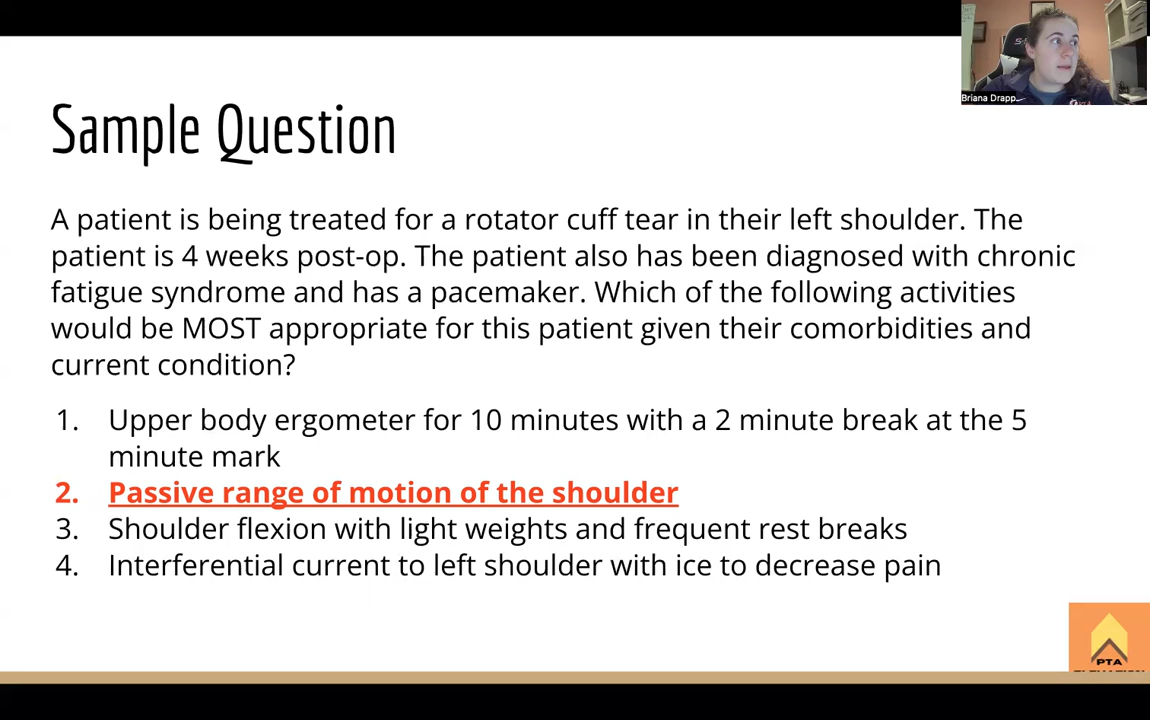 Briana Drapp
Sample Question
A patient is being treated for a rotator cuff tear in their left shoulder. The
patient is 4 weeks post-op. The patient also has been diagnosed with chronic
fatigue syndrome and has a pacemaker. Which of the following activities
would be MOST appropriate for this patient given their comorbidities and
current condition?
1. Upper body ergometer for 10 minutes with a 2 minute break at the 5
minute mark
2. Passive range of motion of the shoulder
3. Shoulder flexion with light weights and frequent rest breaks
4. Interferential current to left shoulder with ice to decrease pain
PTA